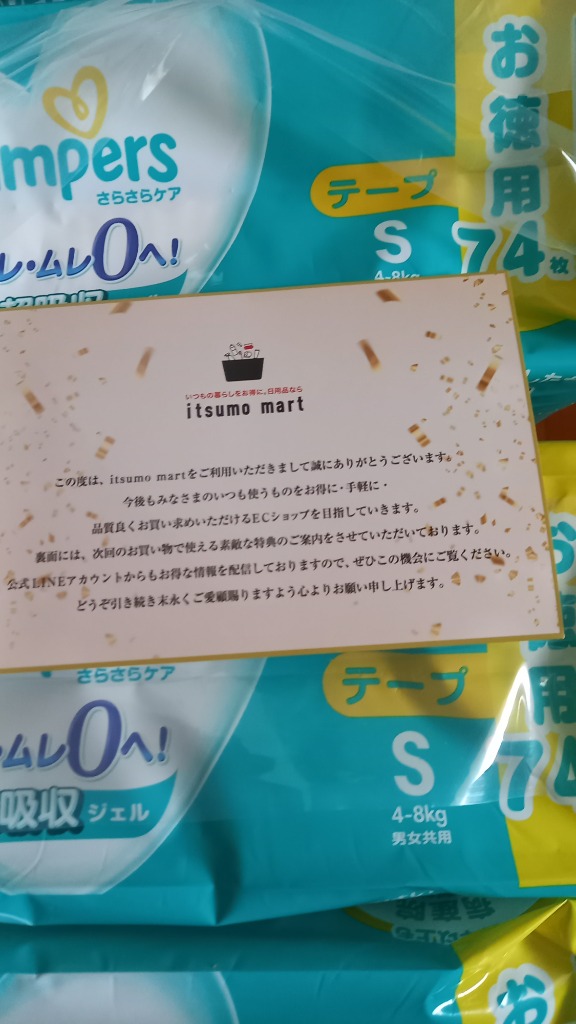 お徳用
74枚
mpers
さらさらケア
テープ
S
4-8kg
レ・ムレ0へ!
いつもの暮らしをお得に。日用品なら
itsumo mart
この度は、itsumo martをご利用いただきまして誠にありがとうございます。
今後もみなさまのいつも使うものをお得に・手軽に・
品質良くお買い求めいただけるECショップを目指していきます。
裏面には、次回のお買い物で使える素敵な特典のご案内をさせていただいております。
公式LINEアカウントからもお得な情報を配信しておりますので、ぜひこの機会にご覧ください。
どうぞ引き続き末永くご愛顧賜りますよう心よりお願い申し上げます。
さらさらケア
テープ
用
74
ムレ0へ!
S
吸収ジェル
4-8kg
男女共用
お